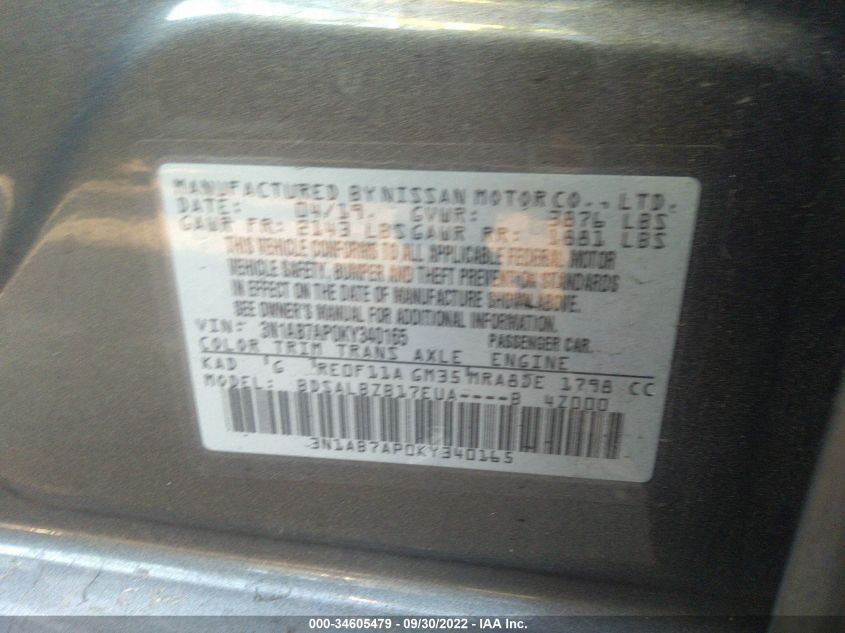 MANUFACTURED BY NISSAN MOTOR CO., LTD.
DATE: 04/19. GVWR: 3876 LBS
GAWR FR: 2143 LBS GAWR RR: 1881 LBS
THIS VEHICLE CONFORMS TO ALL APPLICABLE FEDERAL MOTOR
VEHICLE SAFETY, BUMPER AND THEFT PREVENTION STANDARDS
IN EFFECT ON THE DATE OF MANUFACTURE SHOWN ABOVE.
SEE OWNER'S MANUAL FOR ADDITIONAL INFORMATION.
VIN: 3N1AB7AP0KY340165 PASSENGER CAR.
COLOR TRIM TRANS AXLE ENGINE
KAD G RE0F11A GM35 MRA8DE 1798 CC
MODEL: BDSALBZB17EUA----B 4Z000
3N1AB7AP0KY340165
000-34605479 - 09/30/2022 - IAA Inc.